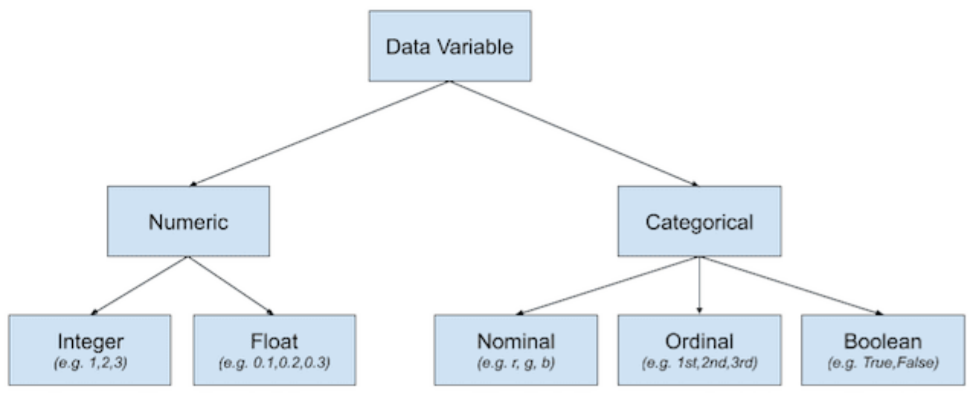 Data Variable
Numeric
Categorical
Integer
(e.g. 1,2,3)
Float
(e.g. 0.1,0.2,0.3)
Nominal
(e.g. r, g, b)
Ordinal
(e.g. 1st,2nd,3rd)
Boolean
(e.g. True,False)